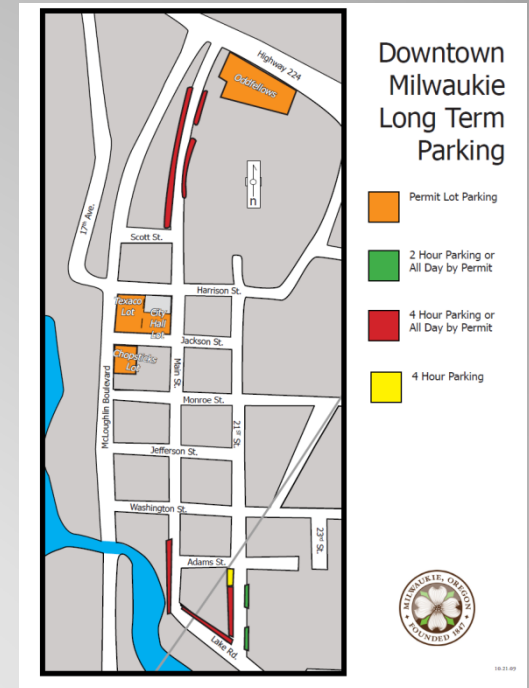 Downtown
Milwaukie
Long Term
Parking
Permit Lot Parking
2 Hour Parking or
All Day by Permit
4 Hour Parking or
All Day by Permit
4 Hour Parking
Highway 224
Oddfellows
n
17th Ave.
Scott St.
Harrison St.
Texaco
Lot
City
Hall
Lot
Jackson St.
Chopsticks
Lot
Main St.
McLoughlin Boulevard
Monroe St.
21st St.
Jefferson St.
Washington St.
23rd St.
Adams St.
Lake Rd.
MILWAUKIE, OREGON
FOUNDED 1847
10-21-09